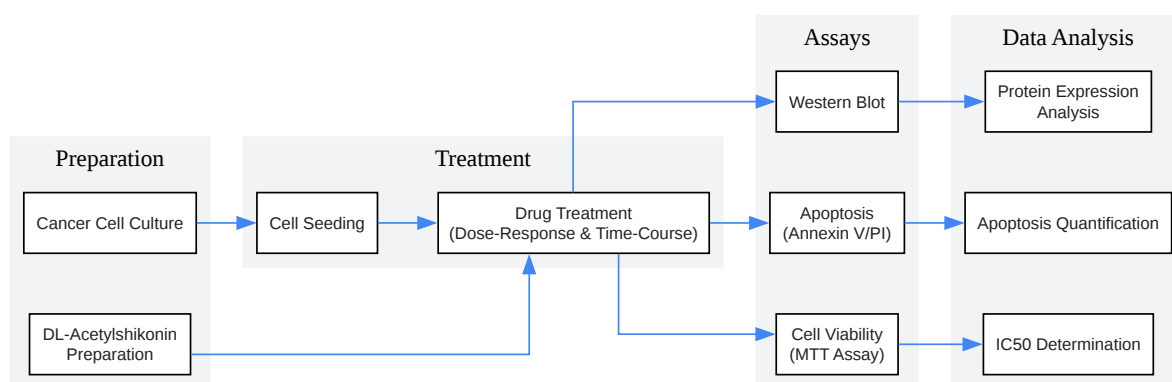 Assays
Data Analysis
Western Blot
Protein Expression
Analysis
Preparation
Treatment
Cancer Cell Culture
Cell Seeding
Drug Treatment
(Dose-Response & Time-Course)
Apoptosis
(Annexin V/PI)
Apoptosis Quantification
DL-Acetylshikonin
Preparation
Cell Viability
(MTT Assay)
IC50 Determination